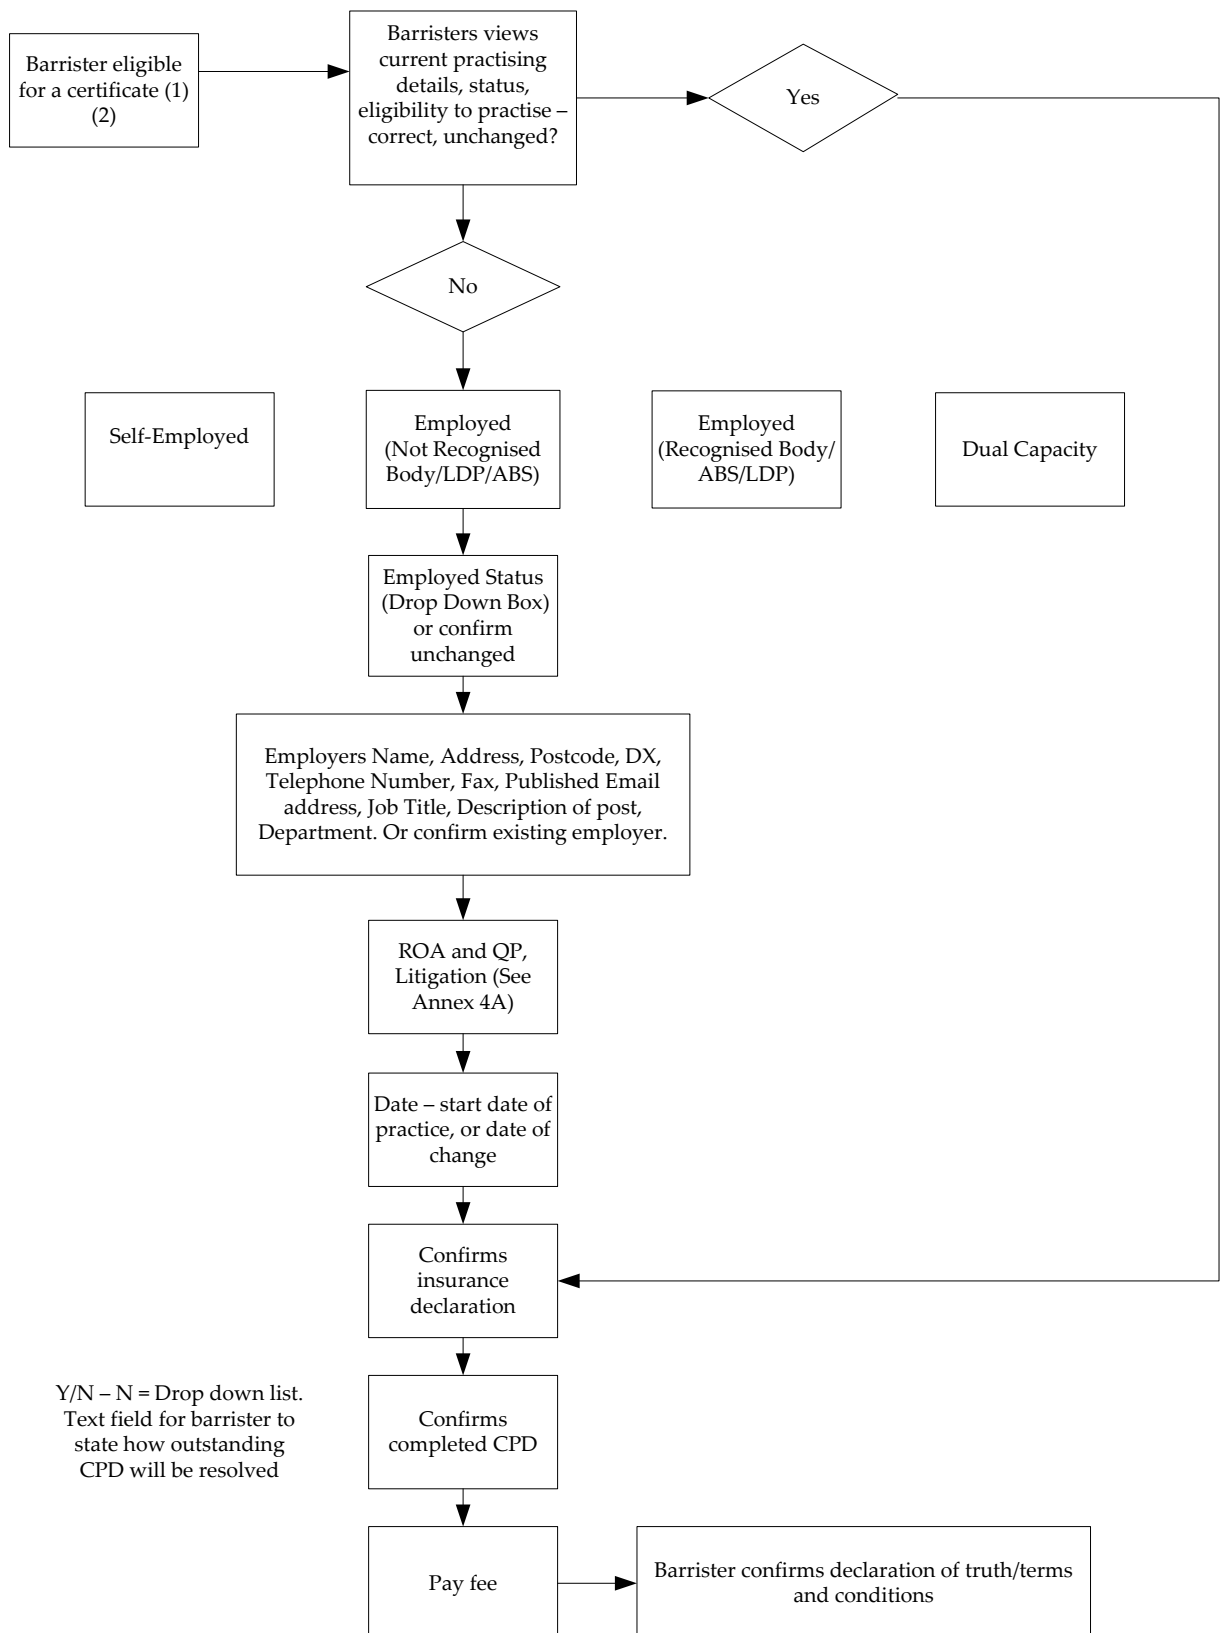 Barrister eligible
for a certificate (1)
(2)
Barristers views
current practising
details, status,
eligibility to practise –
correct, unchanged?
Yes
No
Self-Employed
Employed
(Not Recognised
Body/LDP/ABS)
Employed
(Recognised Body/
ABS/LDP)
Dual Capacity
Employed Status
(Drop Down Box)
or confirm
unchanged
Employers Name, Address, Postcode, DX,
Telephone Number, Fax, Published Email
address, Job Title, Description of post,
Department. Or confirm existing employer.
ROA and QP,
Litigation (See
Annex 4A)
Date – start date of
practice, or date of
change
Confirms
insurance
declaration
Y/N – N = Drop down list.
Text field for barrister to
state how outstanding
CPD will be resolved
Confirms
completed CPD
Pay fee
Barrister confirms declaration of truth/terms
and conditions